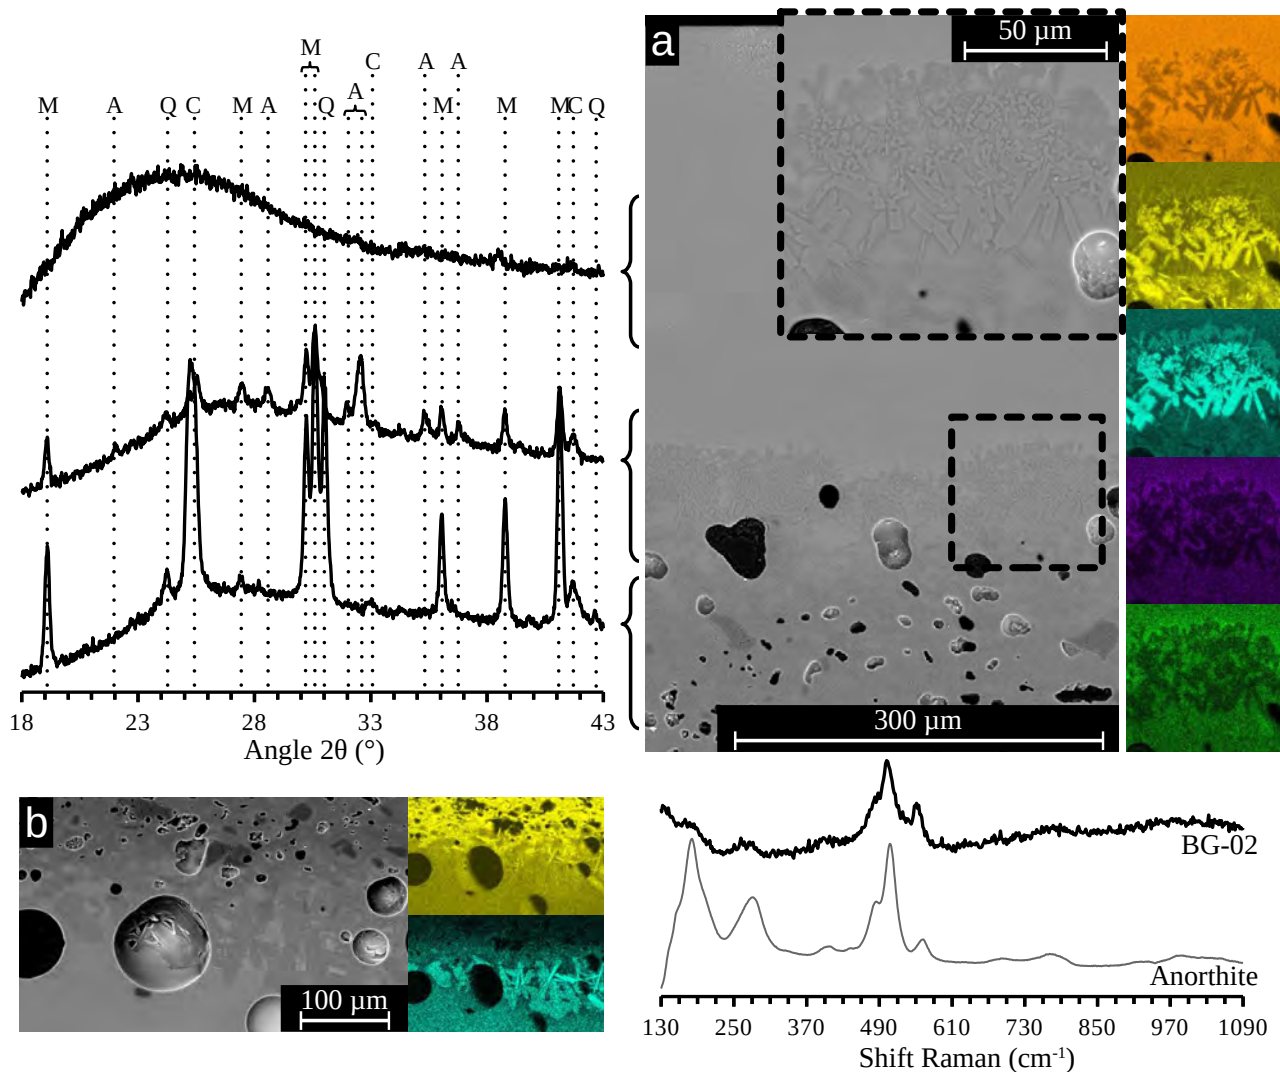 M
C
A
A
A
M
A
Q
C
M
A
Q
M
M
M
C
Q
18
23
28
33
38
43
Angle 2θ (°)
a
50 µm
300 µm
b
100 µm
BG-02
Anorthite
130
250
370
490
610
730
850
970
1090
Shift Raman (cm-1)